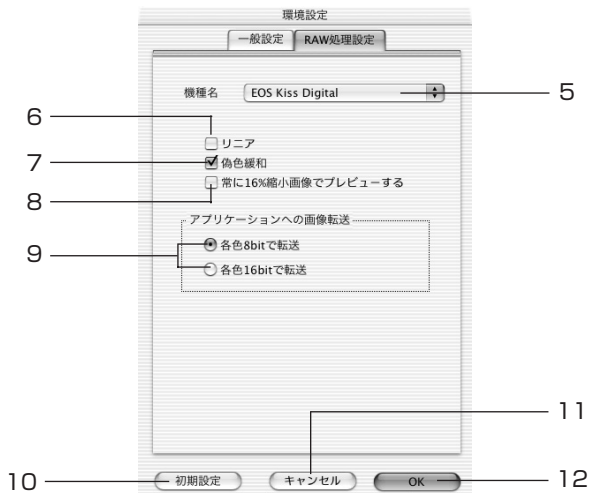 環境設定
一般設定 RAW処理設定
機種名 EOS Kiss Digital 5
6
リニア
7 偽色緩和
8 常に16%縮小画像でプレビューする
アプリケーションへの画像転送
9 各色8bitで転送
各色16bitで転送
11
10 初期設定 キャンセル OK 12